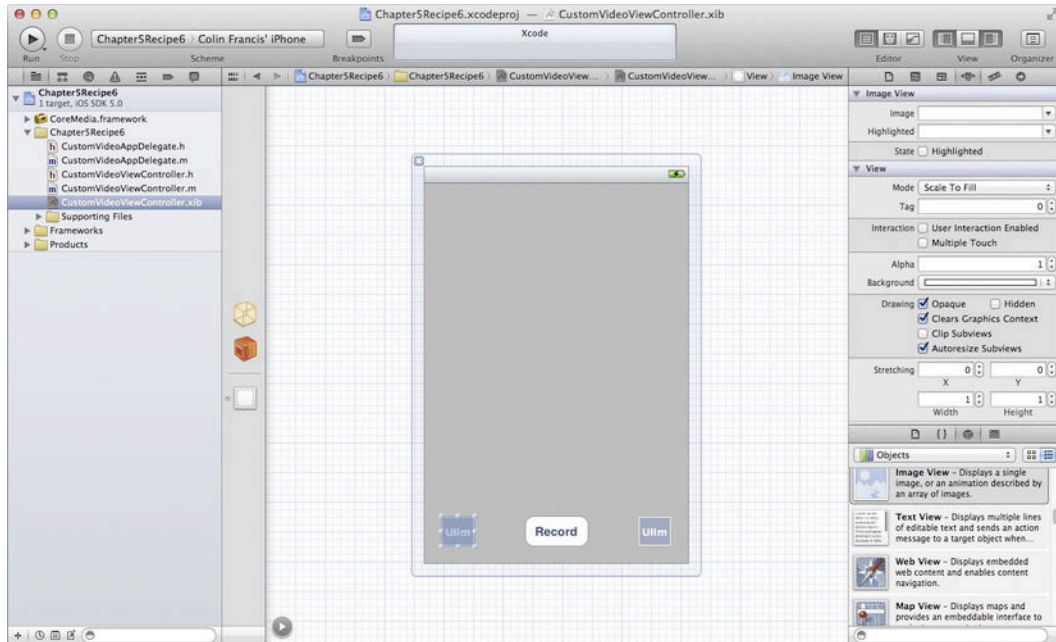 Chapter5Recipe6.xcodeproj — CustomVideoViewController.xib
Run
Stop
Chapter5Recipe6
Colin Francis' iPhone
Scheme
Breakpoints
Xcode
Editor
View
Organizer
Chapter5Recipe6
Chapter5Recipe6
CustomVideoView...
CustomVideoView...
View
Image View
Chapter5Recipe6
1 target, iOS SDK 5.0
CoreMedia.framework
Chapter5Recipe6
h CustomVideoAppDelegate.h
m CustomVideoAppDelegate.m
h CustomVideoViewController.h
m CustomVideoViewController.m
CustomVideoViewController.xib
Supporting Files
Frameworks
Products
UIIm
Record
UIIm
Image View
Image
Highlighted
State Highlighted
View
Mode Scale To Fill
Tag 0
Interaction User Interaction Enabled
Multiple Touch
Alpha 1
Background
Drawing Opaque Hidden
Clears Graphics Context
Clip Subviews
Autoresize Subviews
Stretching 0 0
X Y
1 1
Width Height
Objects
Image View - Displays a single
image, or an animation described by
an array of images.
Text View - Displays multiple lines
of editable text and sends an action
message to a target object when...
Web View - Displays embedded
web content and enables content
navigation.
Map View - Displays maps and
provides an embeddable interface to